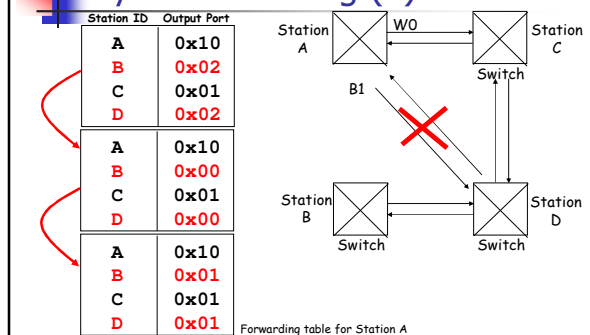 Station ID Output Port
A 0x10
B 0x02
C 0x01
D 0x02
A 0x10
B 0x00
C 0x01
D 0x00
A 0x10
B 0x01
C 0x01
D 0x01
Station
A
W0
Station
C
Switch
B1
Station
B
Switch
Station
D
Switch
Forwarding table for Station A